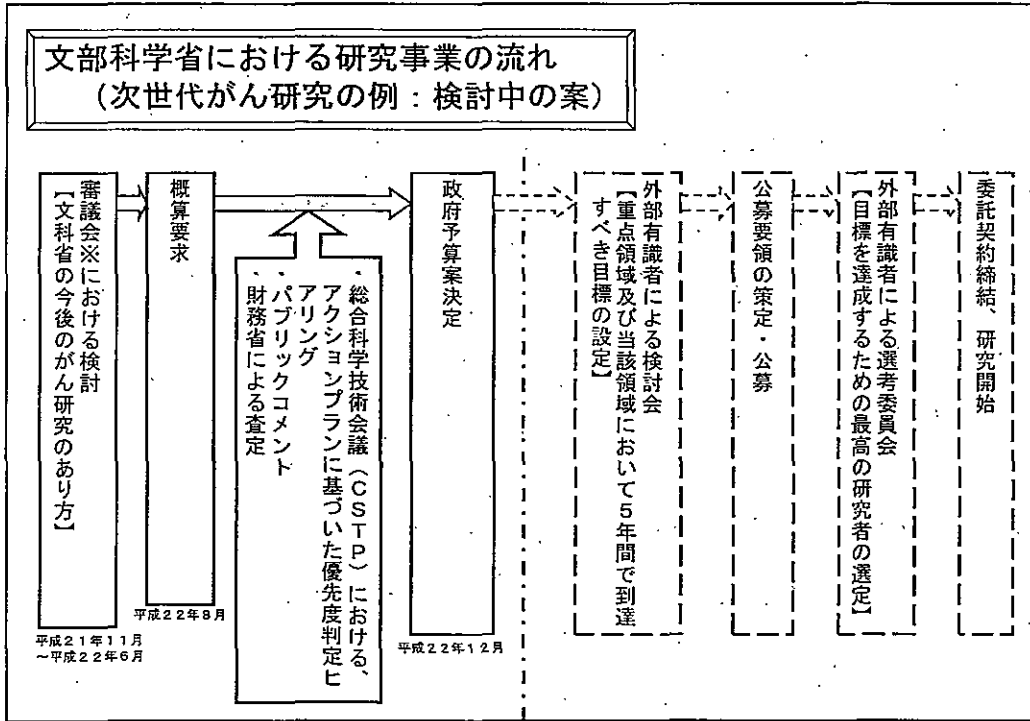 文部科学省における研究事業の流れ
（次世代がん研究の例：検討中の案）
審議会※における検討
【文科省の今後のがん研究のあり方】
平成２１年１１月
～平成２２年６月
概算要求
平成２２年８月
・総合科学技術会議（ＣＳＴＰ）における、
アクションプランに基づいた優先度判定ヒ
アリング
・パブリックコメント
・財務省による査定
政府予算案決定
平成２２年１２月
外部有識者による検討会
【重点領域及び当該領域において５年間で到達
すべき目標の設定】
公募要領の策定・公募
外部有識者による選考委員会
【目標を達成するための最高の研究者の選定】
委託契約締結、研究開始